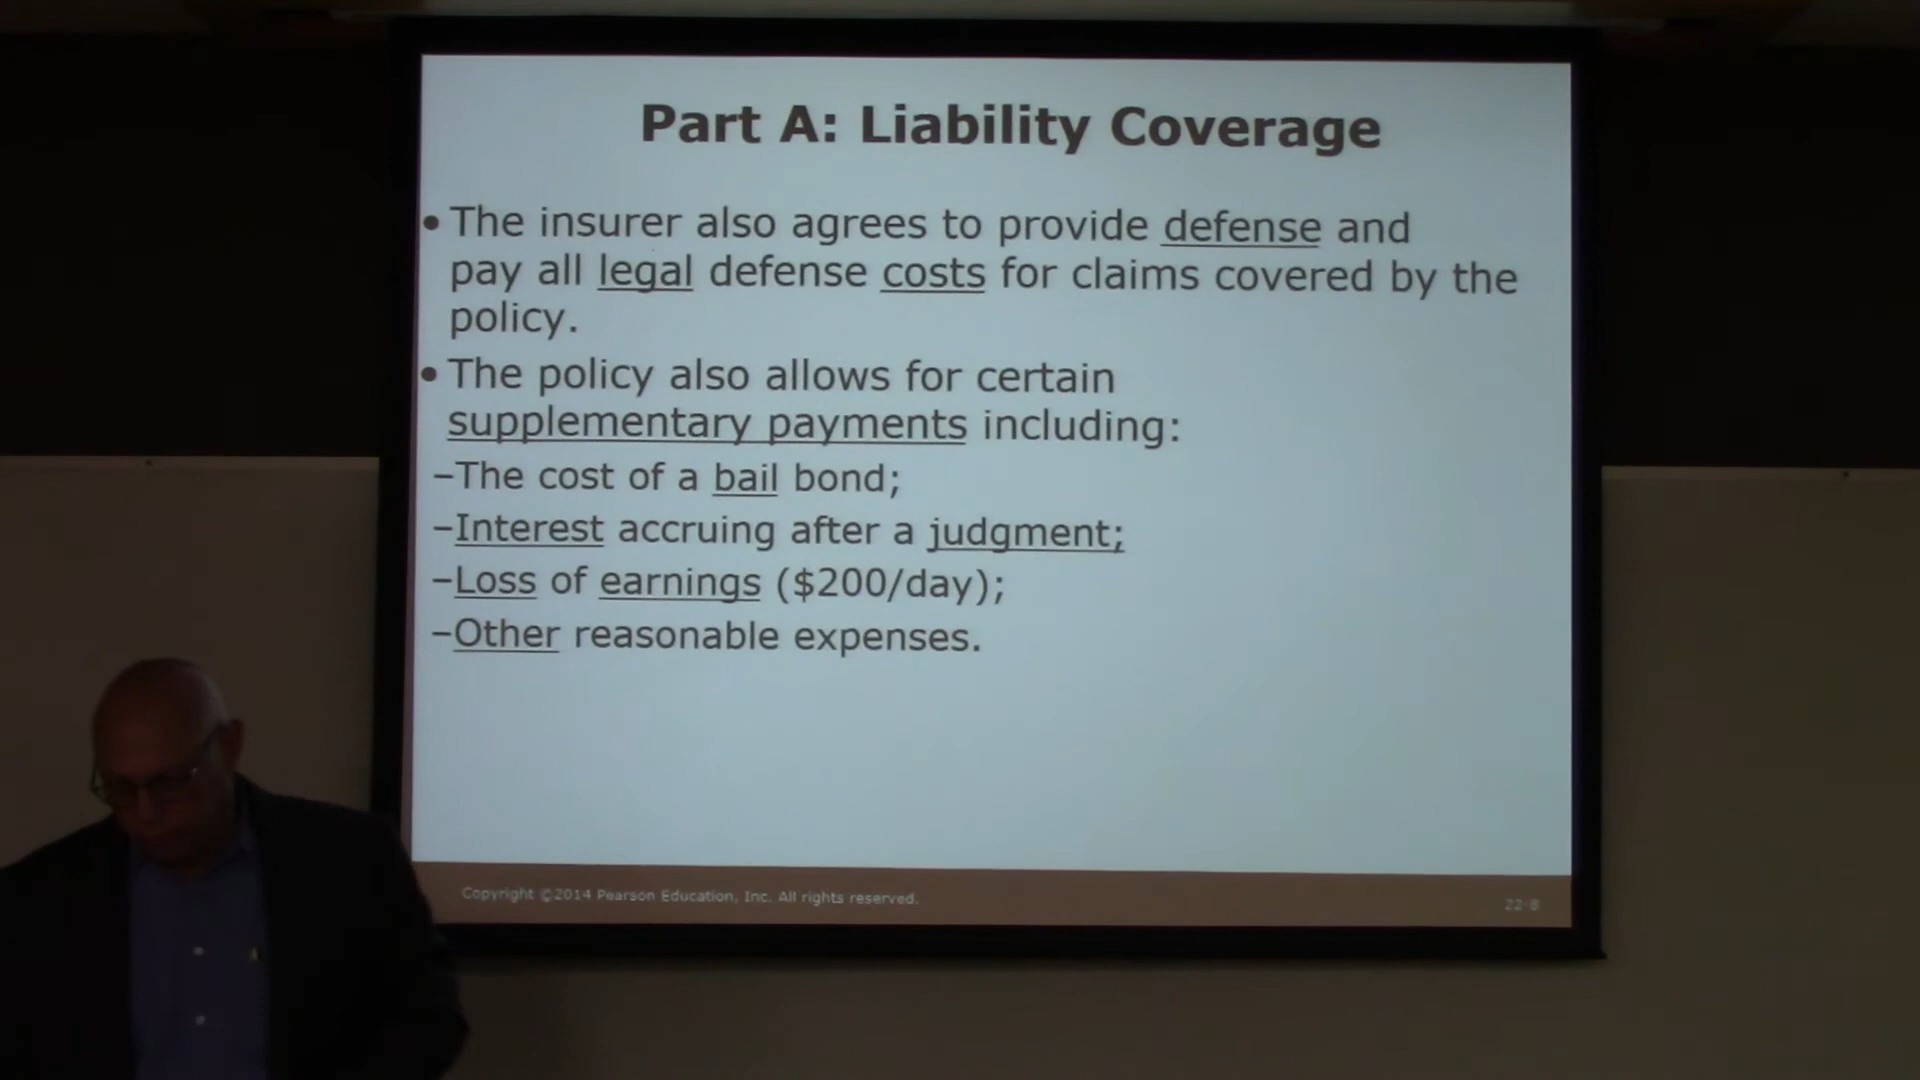 Part A: Liability Coverage
• The insurer also agrees to provide defense and
pay all legal defense costs for claims covered by the
policy.
• The policy also allows for certain
supplementary payments including:
–The cost of a bail bond;
–Interest accruing after a judgment;
–Loss of earnings ($200/day);
–Other reasonable expenses.
Copyright ©2014 Pearson Education, Inc. All rights reserved.
22-8